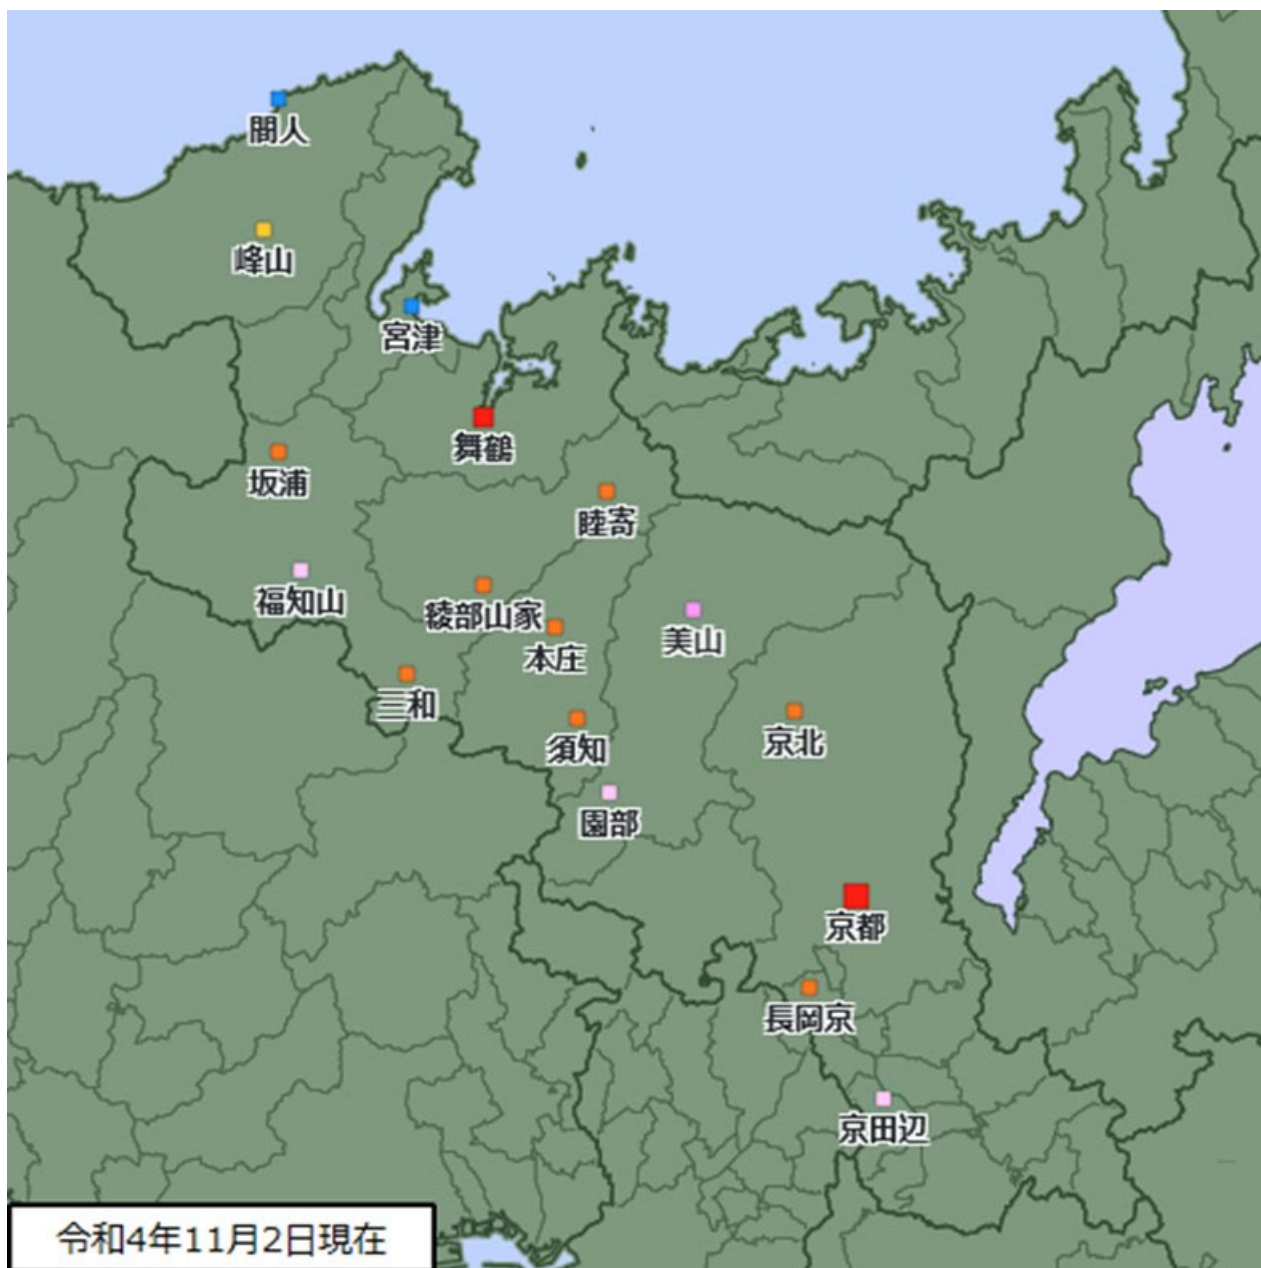 間人
峰山
宮津
舞鶴
坂浦
睦寄
福知山
綾部山家
本庄
美山
三和
須知
京北
園部
京都
長岡京
京田辺
令和4年11月2日現在